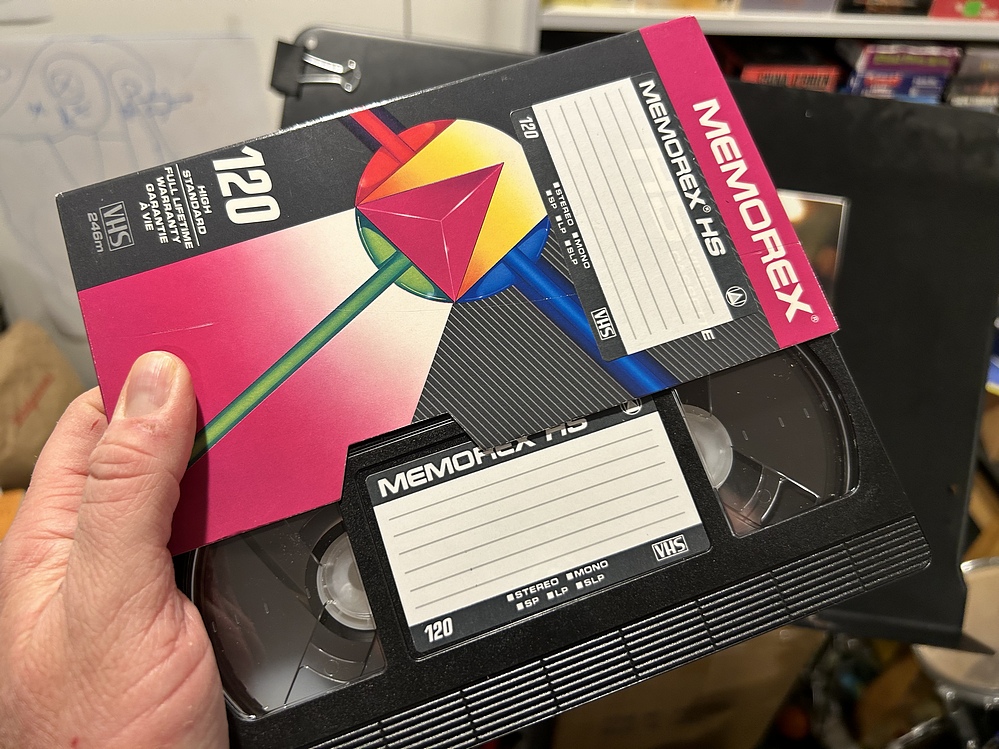 MEMOREX®
MEMOREX® HS
120
■STEREO ■MONO
■SP ■LP ■SLP
VHS
120
HIGH
STANDARD
FULL LIFETIME
WARRANTY
GARANTIE
À VIE
VHS
246m
MEMOREX HS
VHS
■STEREO ■MONO
■SP ■LP ■SLP
120